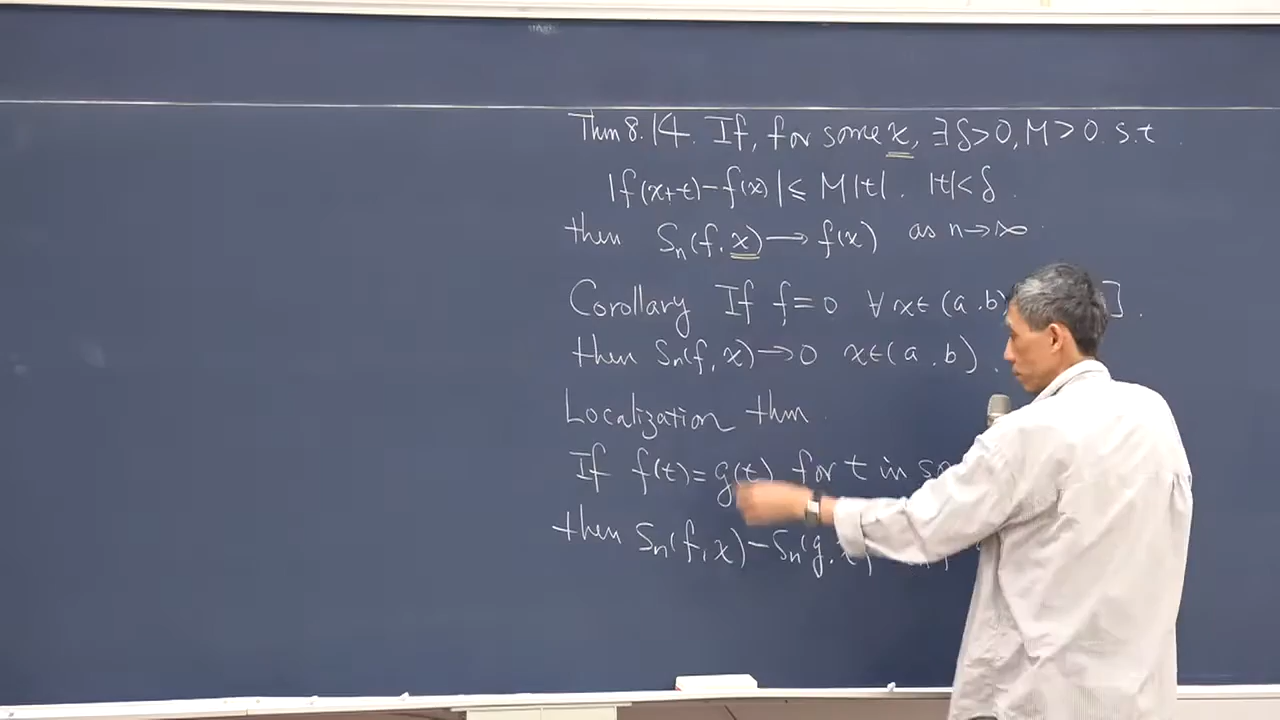 Thm 8.14. If, for some x, ∃ δ>0, M>0. s.t.
|f(x+t)-f(x)| ≤ M|t|. |t|<δ.
then Sn(f, x) → f(x) as n→∞
Corollary If f=0 ∀ x∈(a,b) ].
then Sn(f, x)→0 x∈(a,b).
Localization thm.
If f(t)=g(t) for t in
then Sn(f, x)-Sn(g,